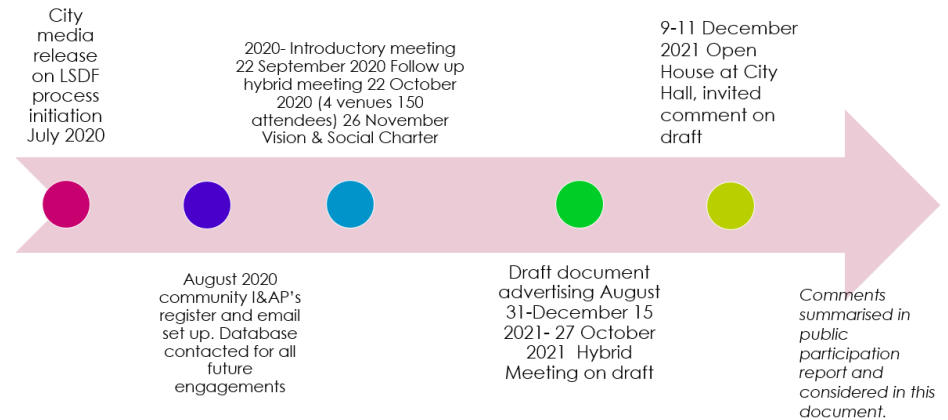 City
media
release
on LSDF
process
initiation
July 2020
August 2020
community I&AP's
register and email
set up. Database
contacted for all
future
engagements
2020- Introductory meeting
22 September 2020 Follow up
hybrid meeting 22 October
2020 (4 venues 150
attendees) 26 November
Vision & Social Charter
Draft document
advertising August
31-December 15
2021- 27 October
2021  Hybrid
Meeting on draft
9-11 December
2021 Open
House at City
Hall, invited
comment on
draft
Comments
summarised in
public
participation
report and
considered in this
document.